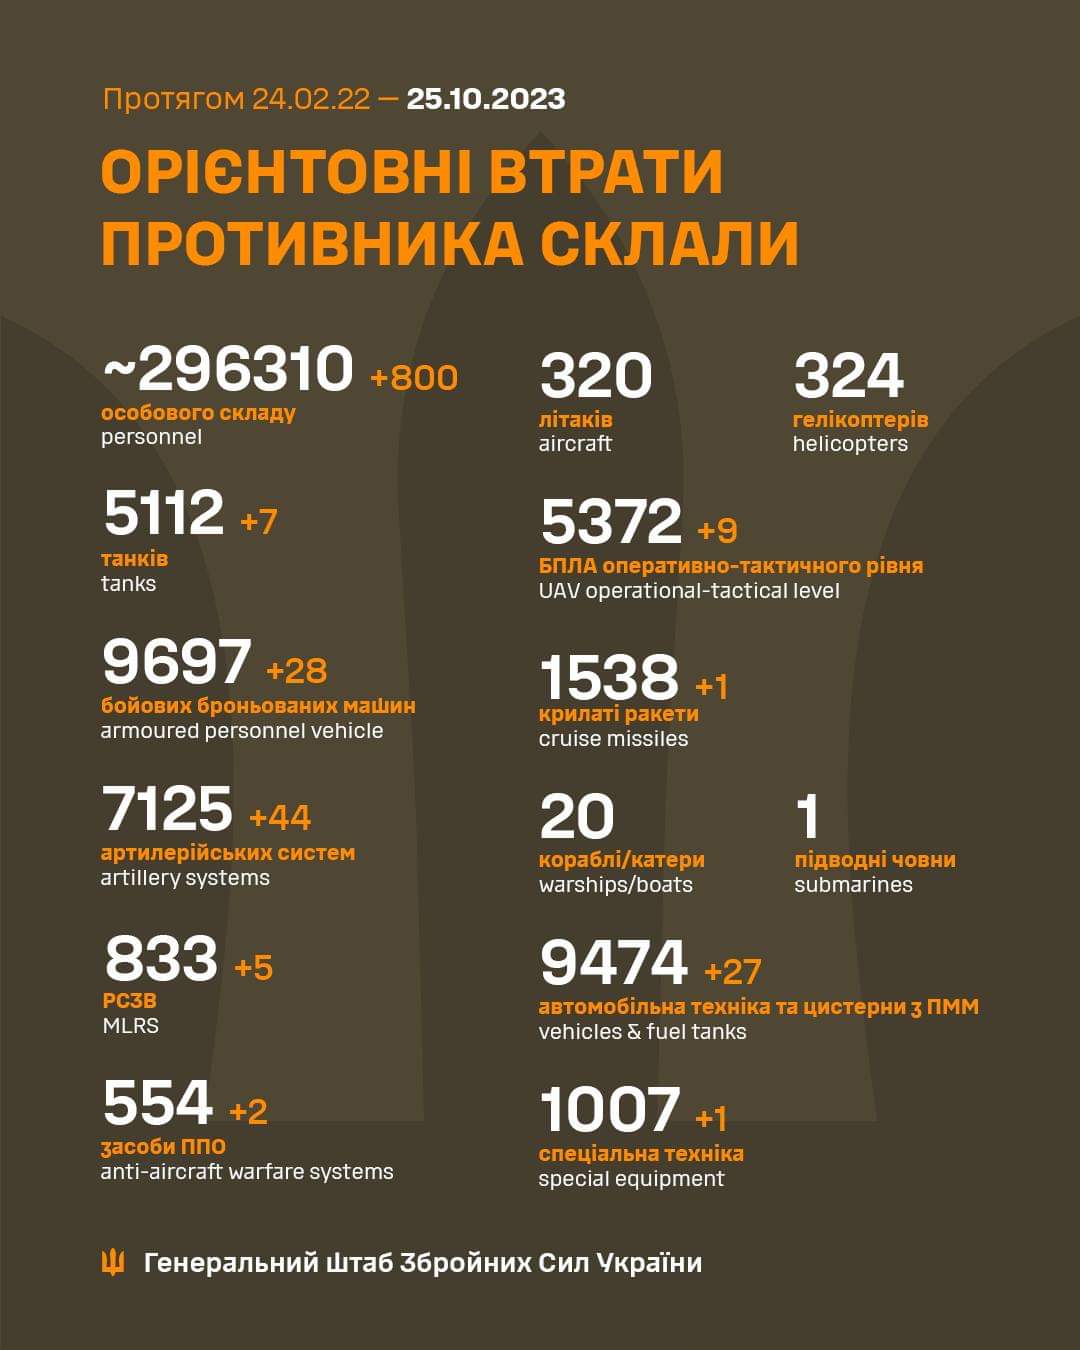 Протягом 24.02.22 — 25.10.2023
ОРІЄНТОВНІ ВТРАТИ
ПРОТИВНИКА СКЛАЛИ
~296310 +800
особового складу
personnel
320
літаків
aircraft
324
гелікоптерів
helicopters
5112 +7
танків
tanks
5372 +9
БПЛА оперативно-тактичного рівня
UAV operational-tactical level
9697 +28
бойових броньованих машин
armoured personnel vehicle
1538 +1
крилаті ракети
cruise missiles
7125 +44
артилерійських систем
artillery systems
20
кораблі/катери
warships/boats
1
підводні човни
submarines
833 +5
РСЗВ
MLRS
9474 +27
автомобільна техніка та цистерни з ПММ
vehicles & fuel tanks
554 +2
засоби ППО
anti-aircraft warfare systems
1007 +1
спеціальна техніка
special equipment
Генеральний Штаб Збройних Сил України